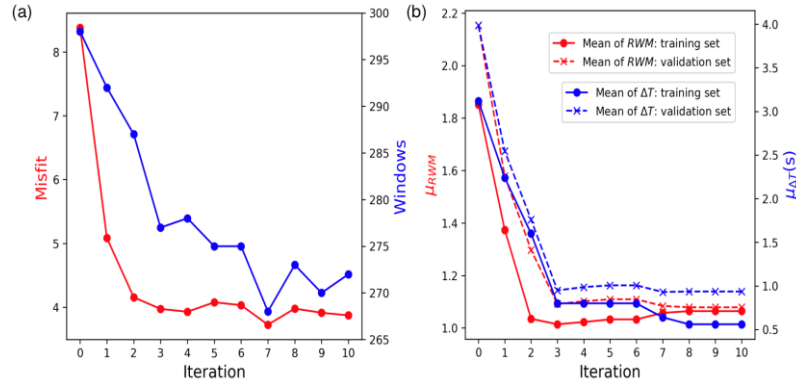 (a)
300
295
290
285
280
275
270
265
8
7
6
5
4
Misfit
Windows
0 1 2 3 4 5 6 7 8 9 10
Iteration
(b)
2.2
2.0
1.8
1.6
1.4
1.2
1.0
μRWM
4.0
3.5
3.0
2.5
2.0
1.5
1.0
0.5
μΔT(s)
Mean of RWM: training set
Mean of RWM: validation set
Mean of ΔT: training set
Mean of ΔT: validation set
0 1 2 3 4 5 6 7 8 9 10
Iteration